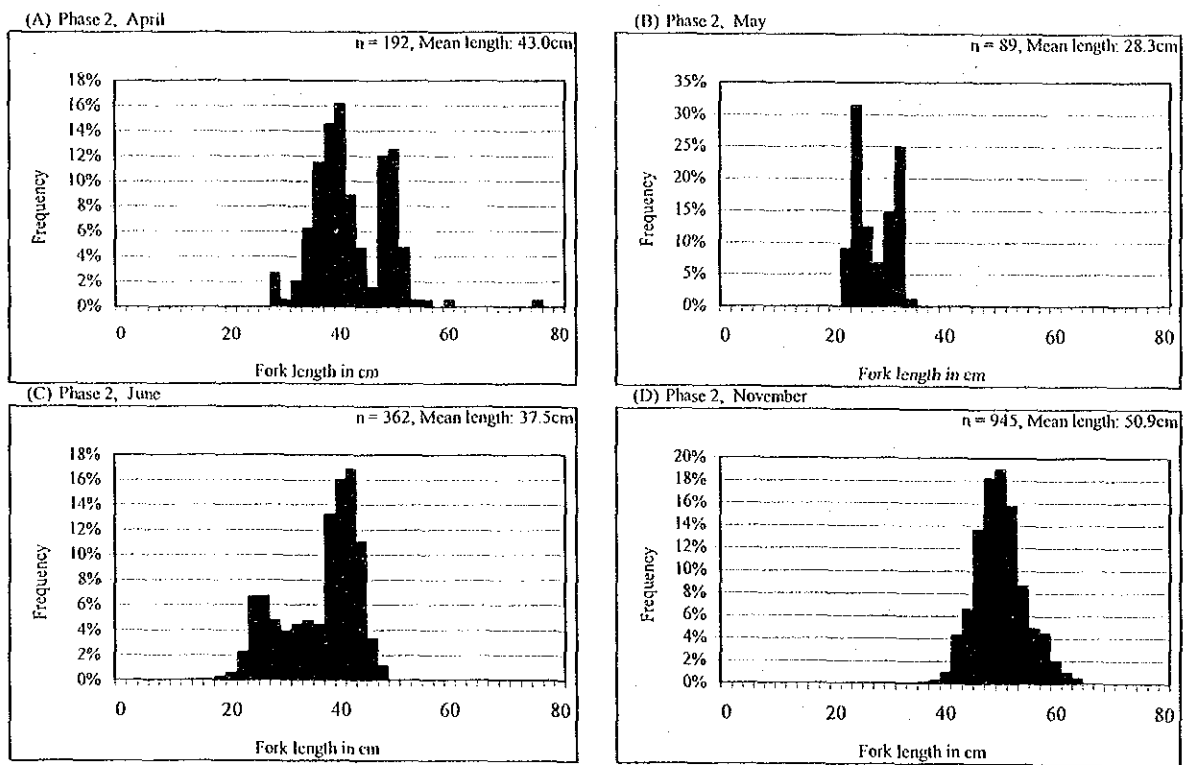 (A) Phase 2, April
n = 192, Mean length: 43.0cm
18%
16%
14%
12%
10%
8%
6%
4%
2%
0%
Frequency
0 20 40 60 80
Fork length in cm
(B) Phase 2, May
n = 89, Mean length: 28.3cm
35%
30%
25%
20%
15%
10%
5%
0%
Frequency
0 20 40 60 80
Fork length in cm
(C) Phase 2, June
n = 362, Mean length: 37.5cm
18%
16%
14%
12%
10%
8%
6%
4%
2%
0%
Frequency
0 20 40 60 80
Fork length in cm
(D) Phase 2, November
n = 945, Mean length: 50.9cm
20%
18%
16%
14%
12%
10%
8%
6%
4%
2%
0%
Frequency
0 20 40 60 80
Fork length in cm